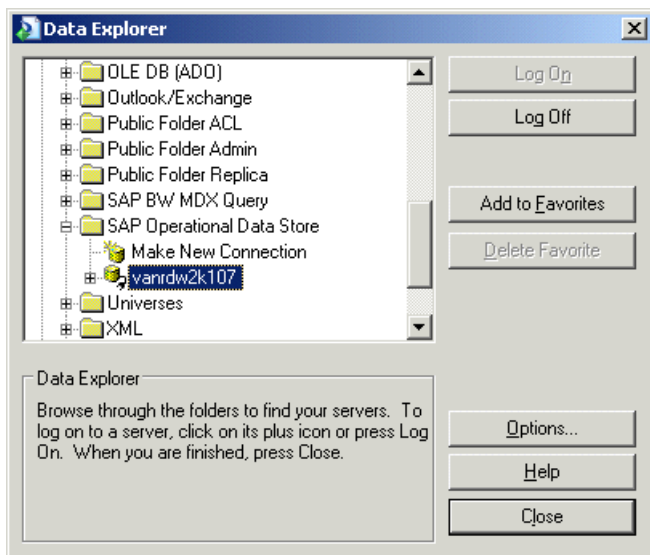 Data Explorer
OLE DB (ADO)
Outlook/Exchange
Public Folder ACL
Public Folder Admin
Public Folder Replica
SAP BW MDX Query
SAP Operational Data Store
Make New Connection
vanrdw2k107
Universes
XML
Log On
Log Off
Add to Favorites
Delete Favorite
Data Explorer
Browse through the folders to find your servers. To
log on to a server, click on its plus icon or press Log
On. When you are finished, press Close.
Options...
Help
Close